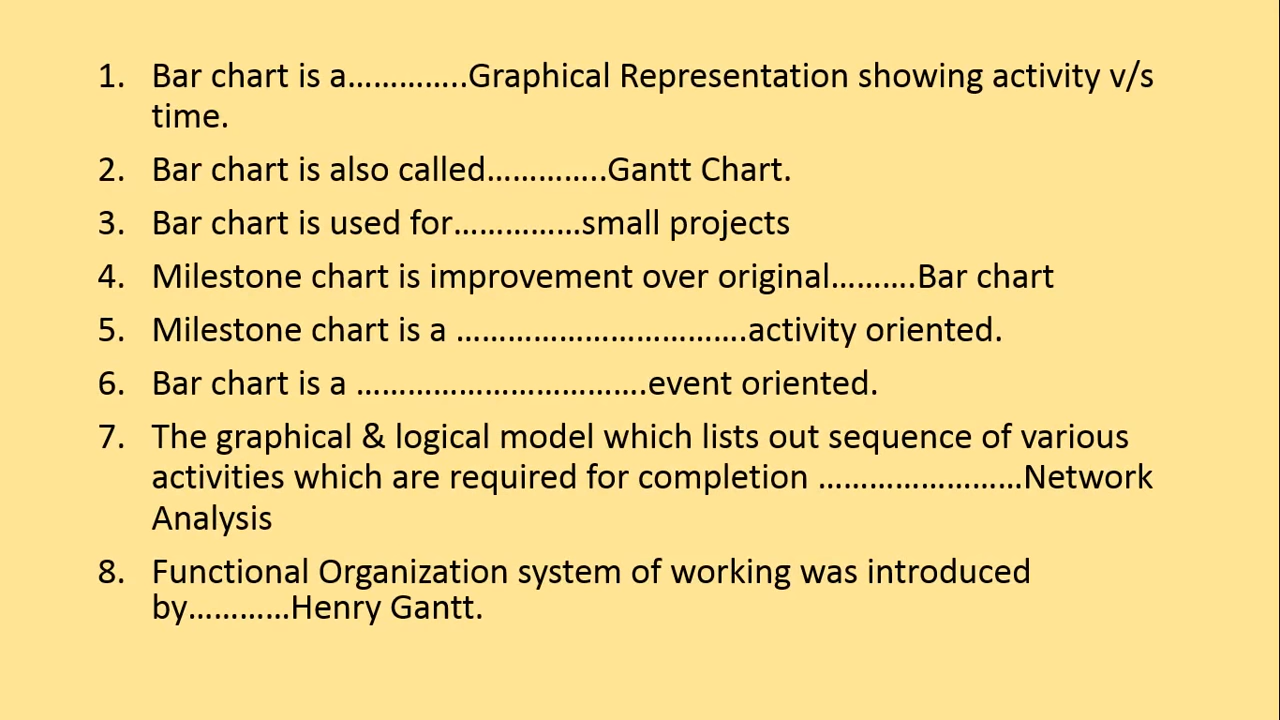 1. Bar chart is a…………..Graphical Representation showing activity v/s
time.
2. Bar chart is also called…………..Gantt Chart.
3. Bar chart is used for……………small projects
4. Milestone chart is improvement over original……….Bar chart
5. Milestone chart is a …………………………….activity oriented.
6. Bar chart is a …………………………….event oriented.
7. The graphical & logical model which lists out sequence of various
activities which are required for completion ……………………Network
Analysis
8. Functional Organization system of working was introduced
by…………Henry Gantt.